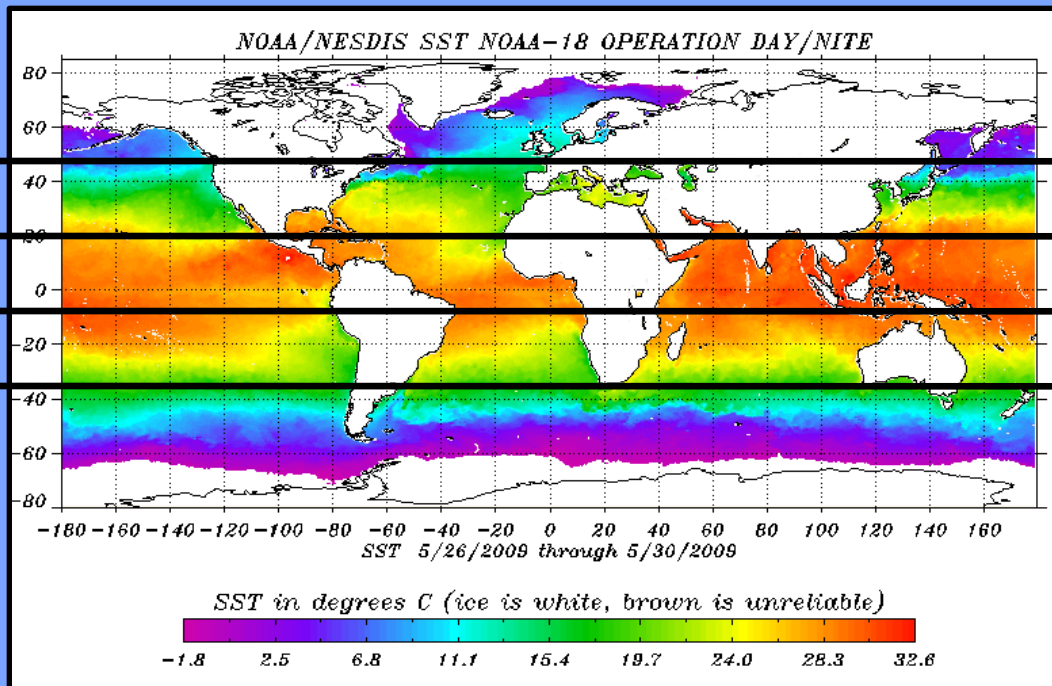 NOAA/NESDIS SST NOAA-18 OPERATION DAY/NITE
80
60
40
20
0
-20
-40
-60
-80
-180 -160 -140 -120 -100 -80 -60 -40 -20 0 20 40 60 80 100 120 140 160
SST 5/26/2009 through 5/30/2009
SST in degrees C (ice is white, brown is unreliable)
-1.8 2.5 6.8 11.1 15.4 19.7 24.0 28.3 32.6